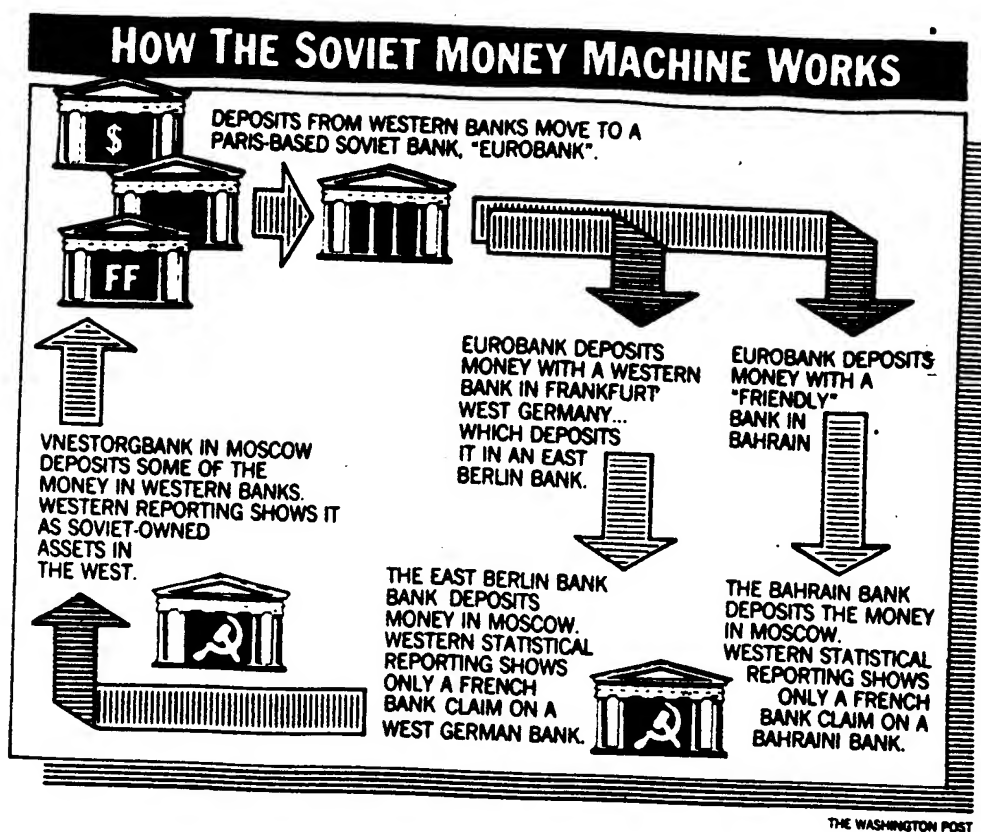 HOW THE SOVIET MONEY MACHINE WORKS
$
FF
DEPOSITS FROM WESTERN BANKS MOVE TO A
PARIS-BASED SOVIET BANK, "EUROBANK".
EUROBANK DEPOSITS
MONEY WITH A WESTERN
BANK IN FRANKFURT
WEST GERMANY...
WHICH DEPOSITS
IT IN AN EAST
BERLIN BANK.
EUROBANK DEPOSITS
MONEY WITH A
"FRIENDLY"
BANK IN
BAHRAIN
VNESTORGBANK IN MOSCOW
DEPOSITS SOME OF THE
MONEY IN WESTERN BANKS.
WESTERN REPORTING SHOWS IT
AS SOVIET-OWNED
ASSETS IN
THE WEST.
THE EAST BERLIN BANK
BANK DEPOSITS
MONEY IN MOSCOW.
WESTERN STATISTICAL
REPORTING SHOWS
ONLY A FRENCH
BANK CLAIM ON A
WEST GERMAN BANK.
THE BAHRAIN BANK
DEPOSITS THE MONEY
IN MOSCOW.
WESTERN STATISTICAL
REPORTING SHOWS
ONLY A FRENCH
BANK CLAIM ON A
BAHRAINI BANK.
THE WASHINGTON POST